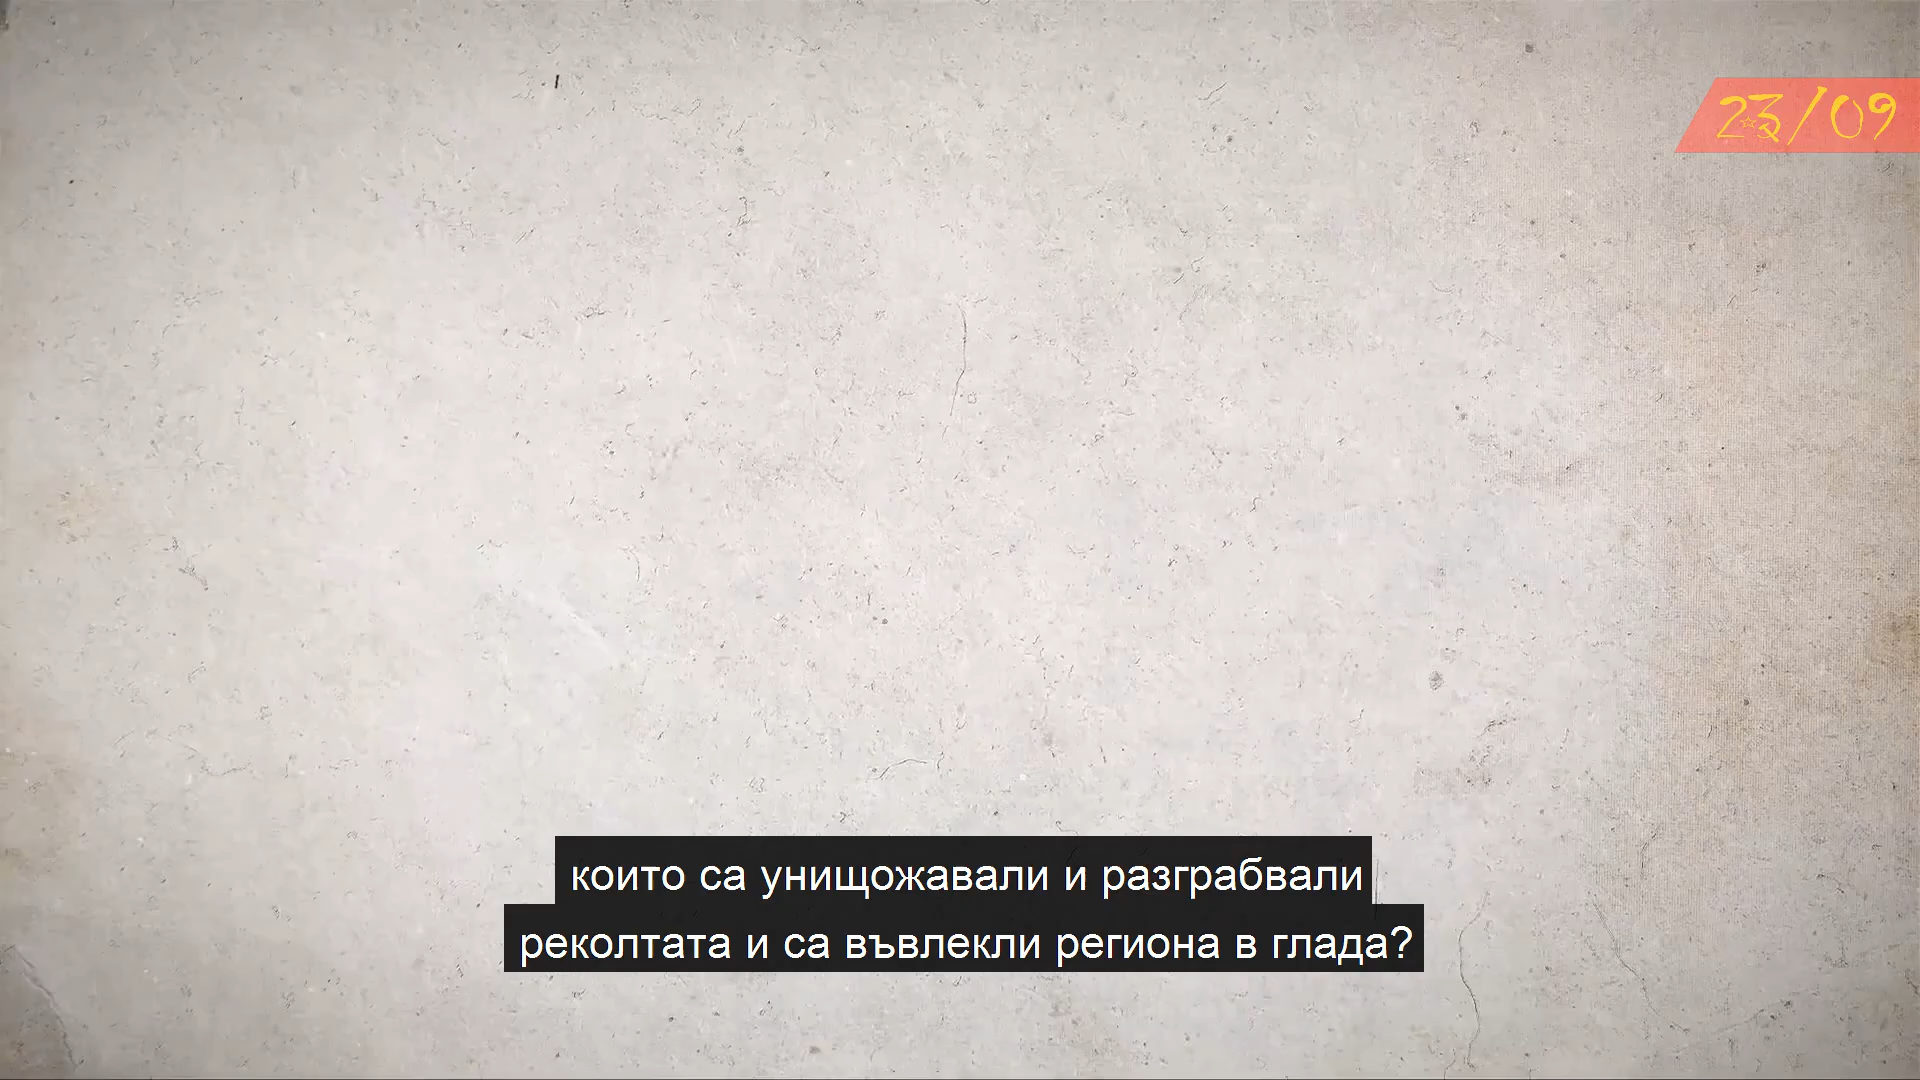 23/09
които са унищожавали и разграбвали
реколтата и са въвлекли региона в глада?